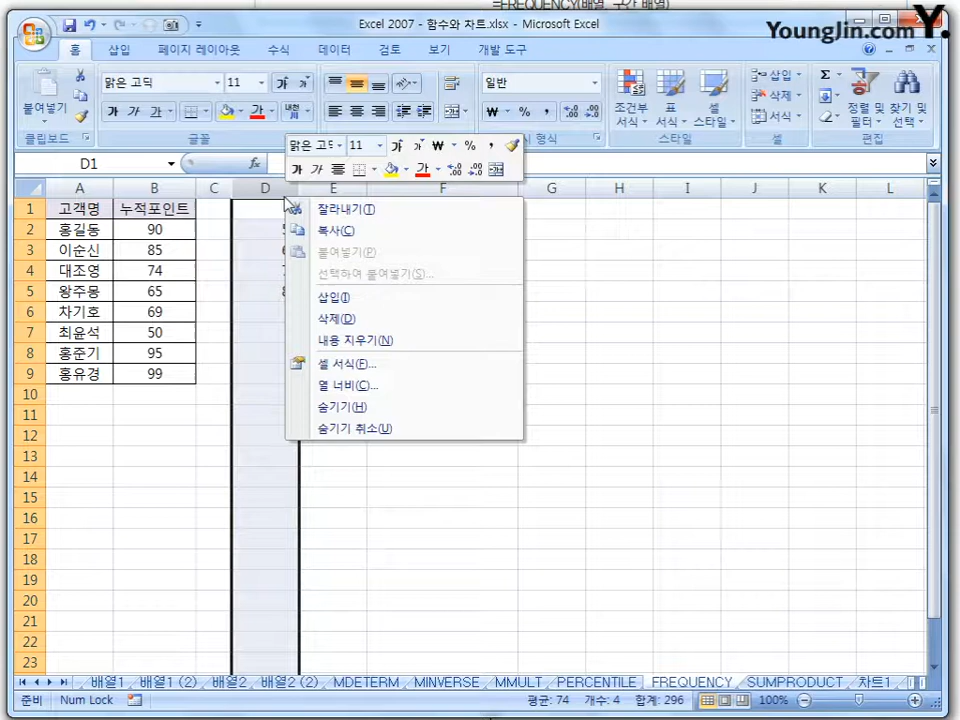 =FREQUENCY(배열, 구간 배열)
Excel 2007 - 함수와 차트.xlsx - Microsoft Excel
YoungJin.com Y.
홈 삽입 페이지 레이아웃 수식 데이터 검토 보기 개발 도구
붙여넣기
클립보드
맑은 고딕 11
가 가 가
글꼴
일반
조건부 서식
표 서식
셀 스타일
스타일
삽입
삭제
서식
셀
정렬 및 필터
찾기 및 선택
편집
맑은 고딕 11
가 가 가
D1 fx
A B C D E F G H I J K L
1 고객명 누적포인트
2 홍길동 90
3 이순신 85
4 대조영 74
5 왕주몽 65
6 차기호 69
7 최윤석 50
8 홍준기 95
9 홍유경 99
10
11
12
13
14
15
16
17
18
19
20
21
22
23
잘라내기(T)
복사(C)
붙여넣기(P)
선택하여 붙여넣기(S)...
삽입(I)
삭제(D)
내용 지우기(N)
셀 서식(F)...
열 너비(C)...
숨기기(H)
숨기기 취소(U)
배열1 배열1 (2) 배열2 배열2 (2) MDETERM MINVERSE MMULT PERCENTILE FREQUENCY SUMPRODUCT 차트1
준비 Num Lock 평균: 74 개수: 4 합계: 296 100%